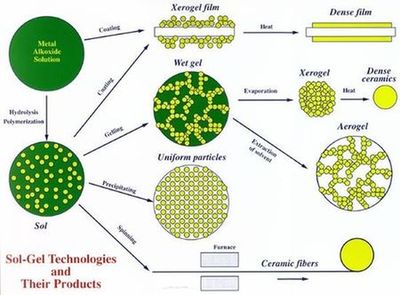 Xerogel film
Dense film
Coating
Heat
Metal
Alkoxide
Solution
Wet gel
Hydrolysis
Polymerization
Coating
Gelling
Evaporation
Xerogel
Heat
Dense
ceramics
Extraction
of solvent
Aerogel
Uniform particles
Precipitating
Sol
Spinning
Furnace
Ceramic fibers
Sol-Gel Technologies
and
Their Products